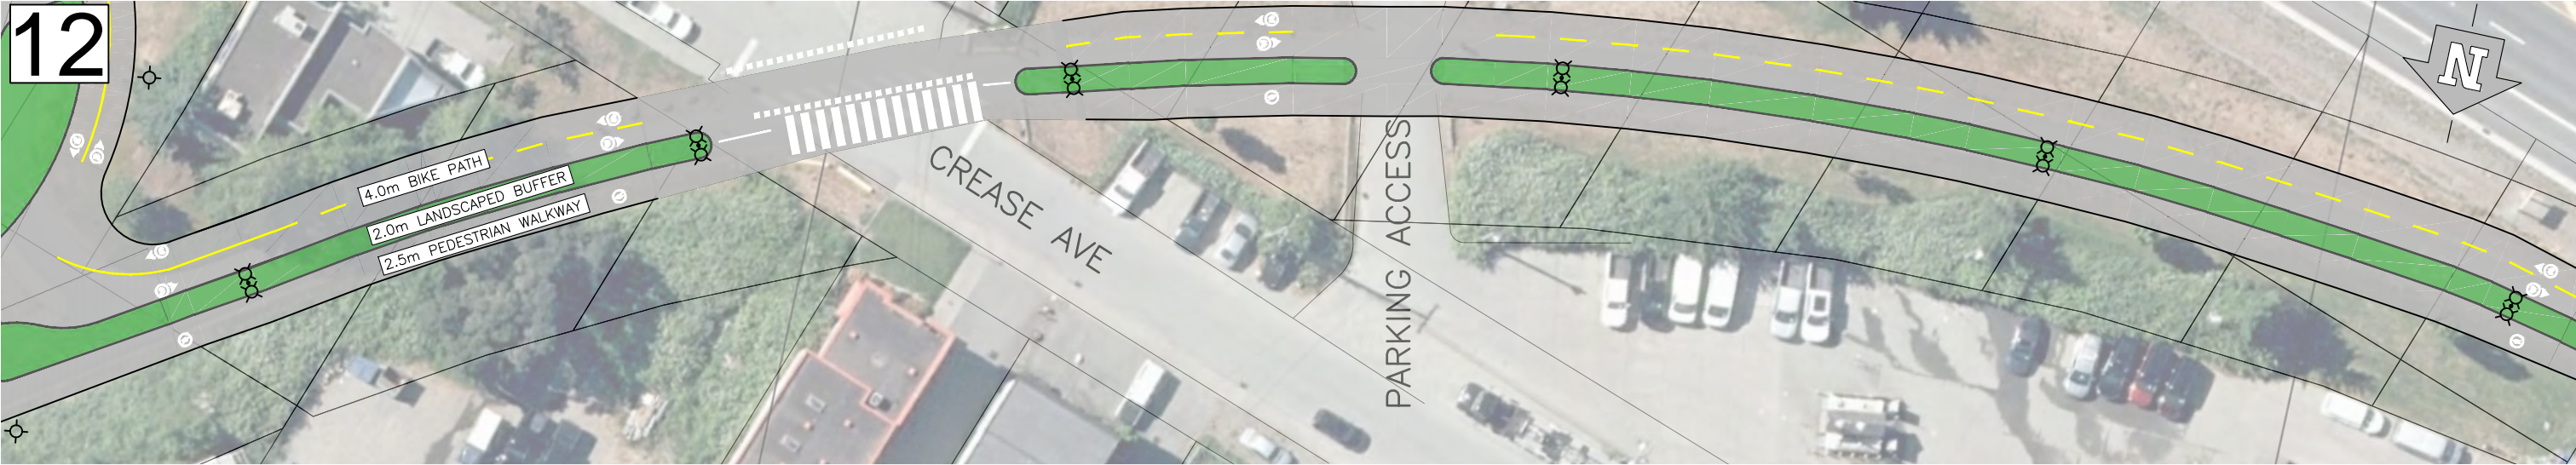 12
N
4.0m BIKE PATH
2.0m LANDSCAPED BUFFER
2.5m PEDESTRIAN WALKWAY
CREASE AVE
PARKING ACCESS